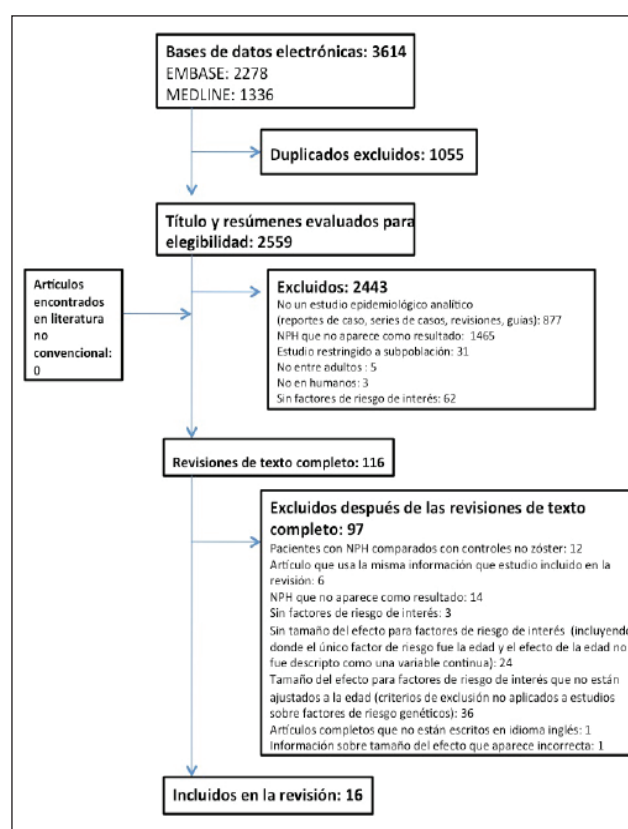 Bases de datos electrónicas: 3614
EMBASE: 2278
MEDLINE: 1336
Duplicados excluidos: 1055
Título y resúmenes evaluados para
elegibilidad: 2559
Artículos
encontrados
en literatura
no
convencional:
0
Excluidos: 2443
No un estudio epidemiológico analítico
(reportes de caso, series de casos, revisiones, guías): 877
NPH que no aparece como resultado: 1465
Estudio restringido a subpoblación: 31
No entre adultos : 5
No en humanos : 3
Sin factores de riesgo de interés: 62
Revisiones de texto completo: 116
Excluidos después de las revisiones de texto
completo: 97
Pacientes con NPH comparados con controles no zóster: 12
Artículo que usa la misma información que estudio incluido en la
revisión: 6
NPH que no aparece como resultado: 14
Sin factores de riesgo de interés: 3
Sin tamaño del efecto para factores de riesgo de interés (incluyendo
donde el único factor de riesgo fue la edad y el efecto de la edad no
fue descripto como una variable continua): 24
Tamaño del efecto para factores de riesgo de interés que no están
ajustados a la edad (criterios de exclusión no aplicados a estudios
sobre factores de riesgo genéticos): 36
Artículos completos que no están escritos en idioma inglés: 1
Información sobre tamaño del efecto que aparece incorrecta: 1
Incluidos en la revisión: 16